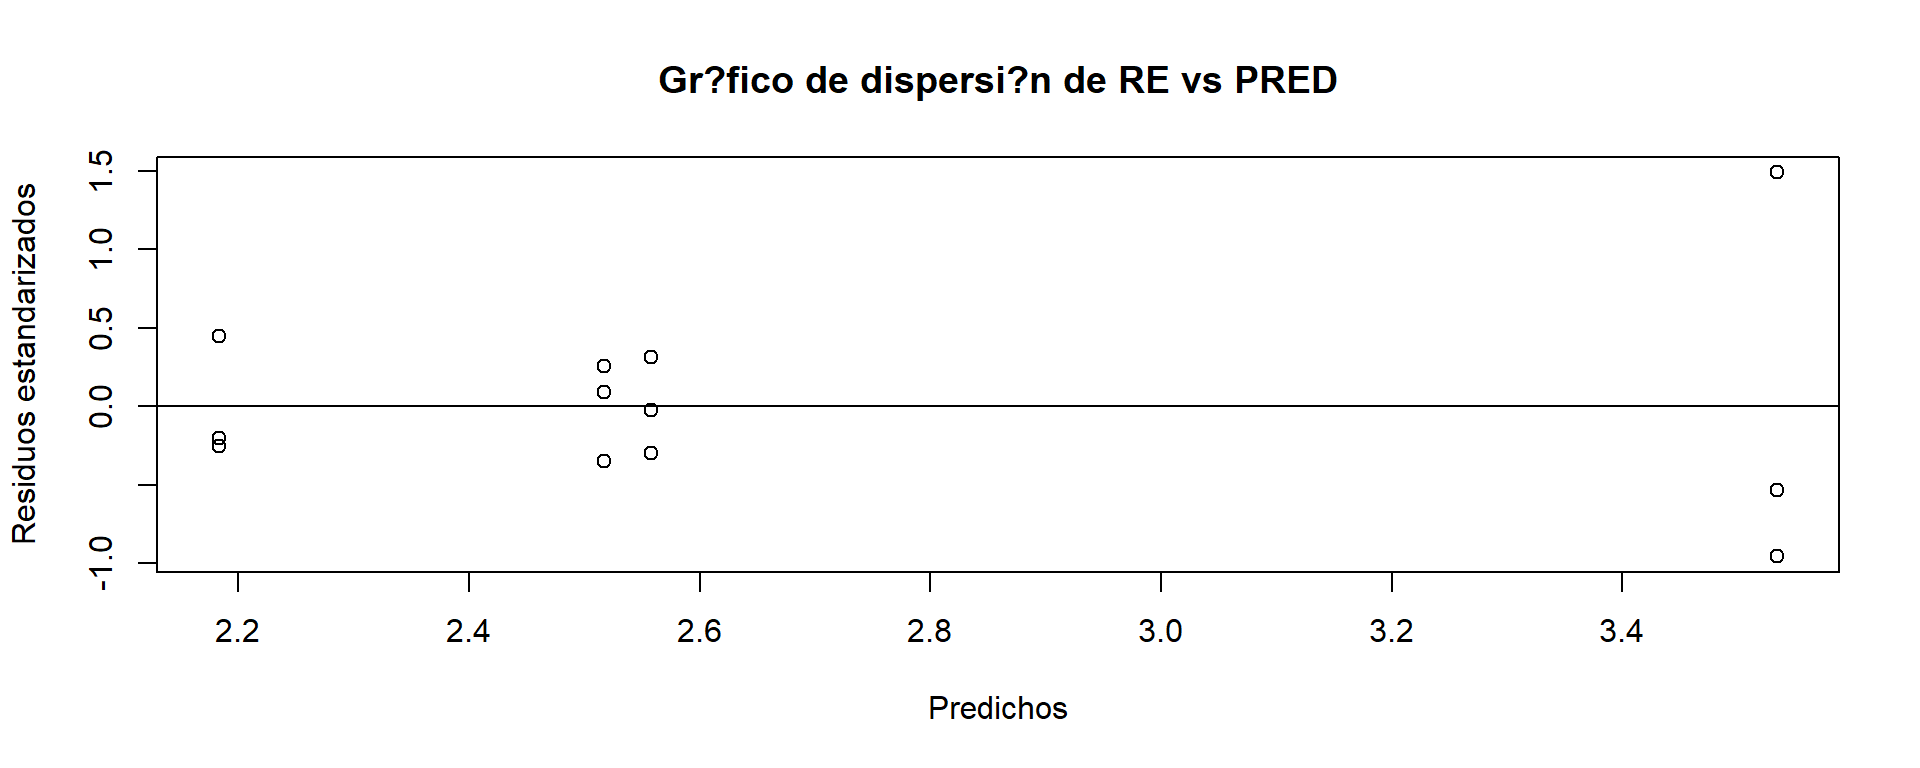 Gr?fico de dispersi?n de RE vs PRED
Residuos estandarizados
1.5
1.0
0.5
0.0
-1.0
2.2 2.4 2.6 2.8 3.0 3.2 3.4
Predichos